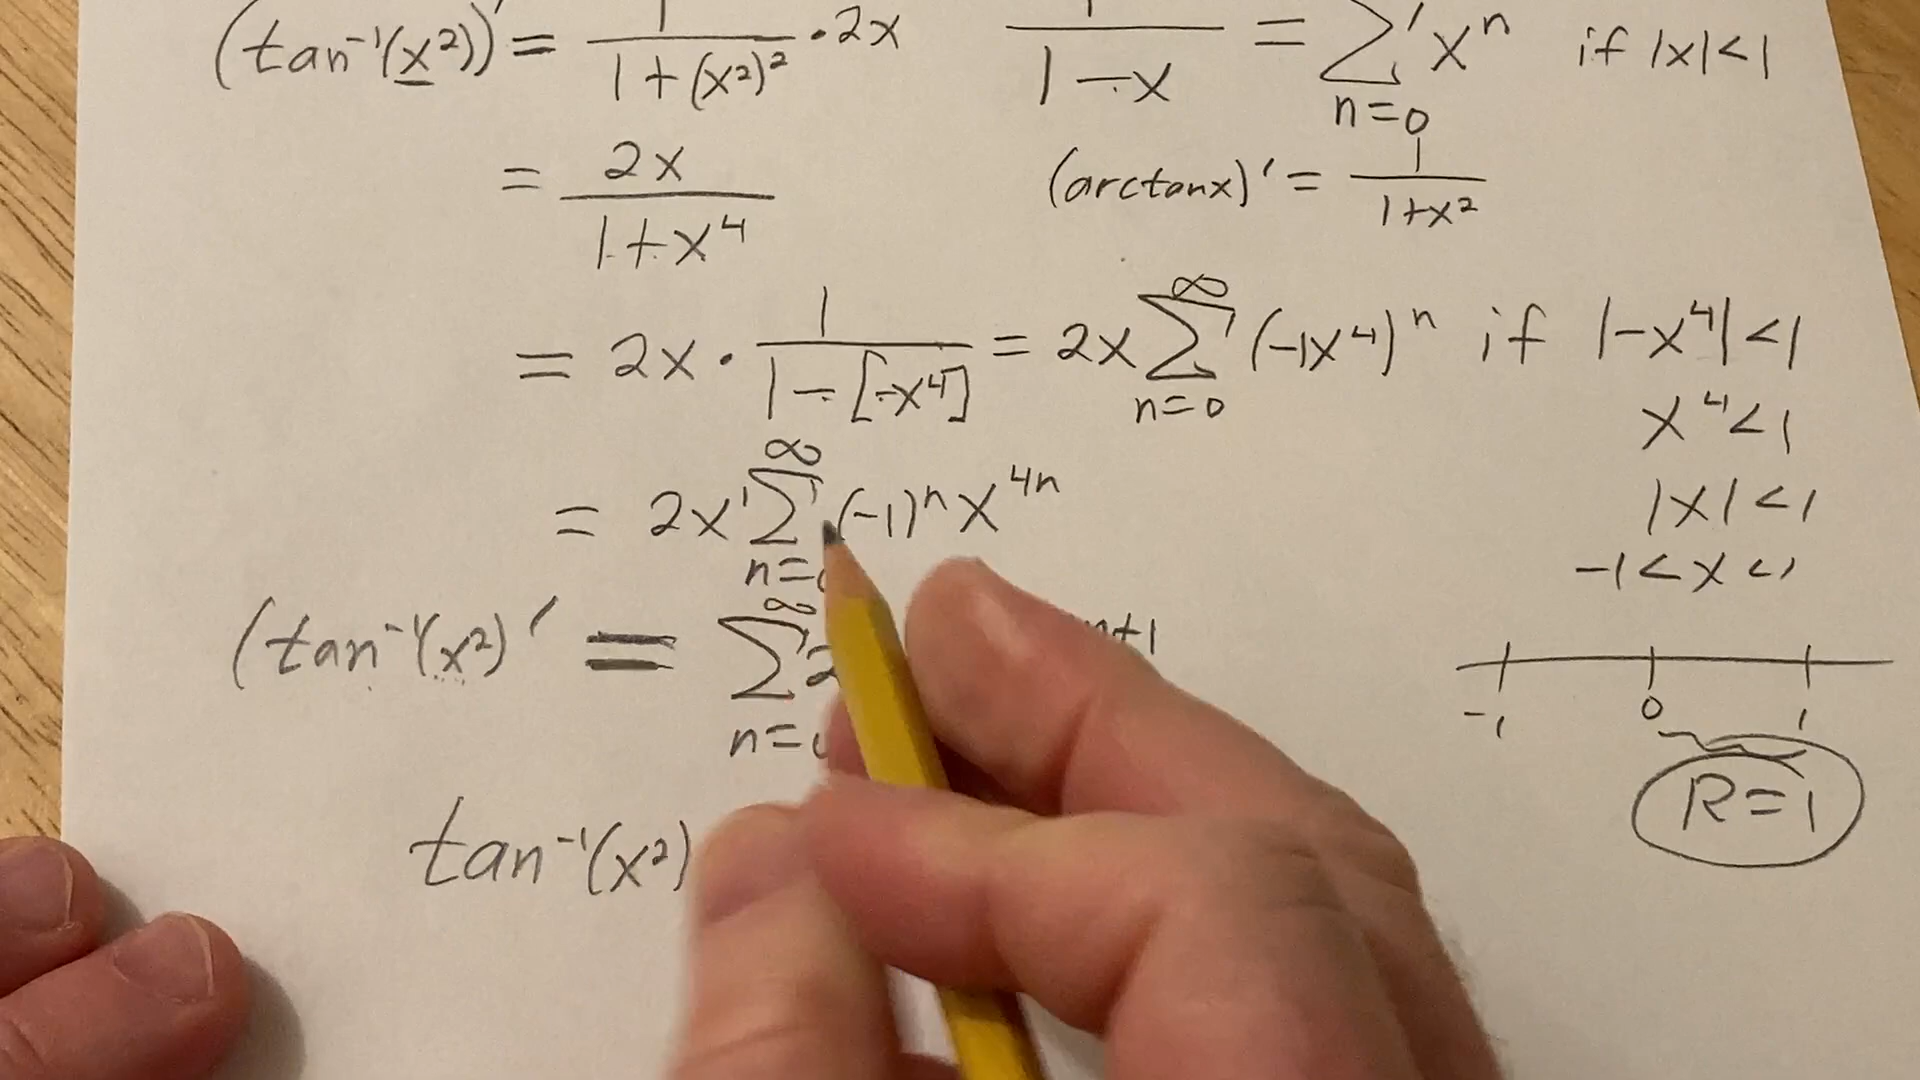 (tan⁻¹(x²))' = 1/(1+(x²)²) · 2x
1/(1-x) = ∑ n=0 xⁿ if |x|<1
= 2x/(1+x⁴)
(arctanx)' = 1/(1+x²)
= 2x · 1/(1-[-x⁴]) = 2x ∑ n=0 ∞ (-1x⁴)ⁿ if |-x⁴|<1
x⁴<1
= 2x ∑ n= ∞ (-1)ⁿ x⁴ⁿ
|x|<1
-1<x<1
(tan⁻¹(x²)' = ∑ n= ∞ 2 n+1
-1 0 1
R=1
tan⁻¹(x²)